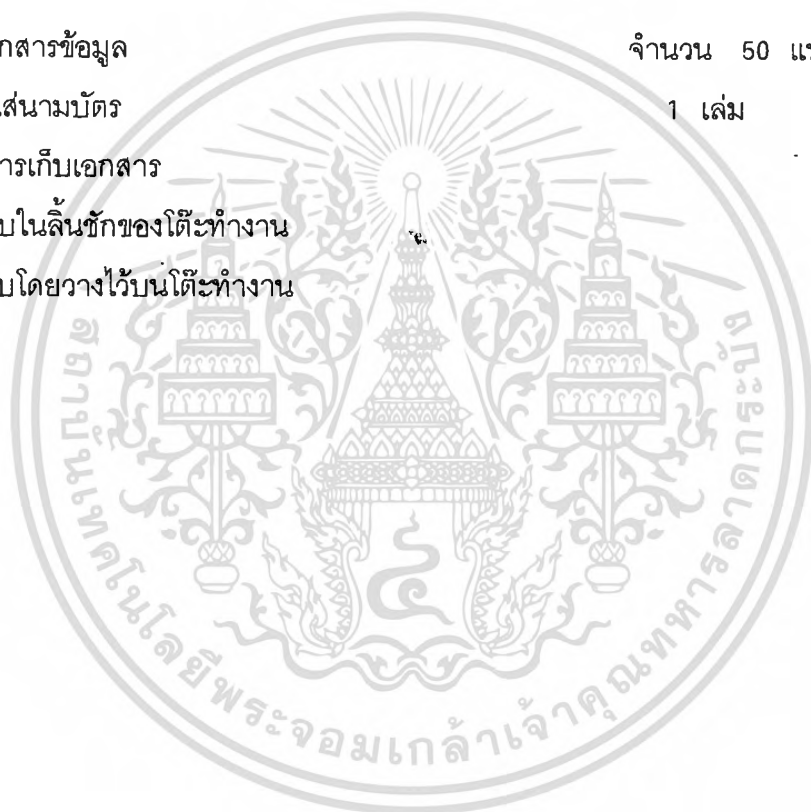 กสารข้อมูล จำนวน 50
ส่นามบัตร 1 เล่ม
ารเก็บเอกสาร
บในลิ้นชักของโต๊ะทำงาน
บโดยวางไว้บนโต๊ะทำงาน
สถาบันเทคโนโลยีพระจอมเกล้าเจ้าคุณทหารลาดกระบัง
๔